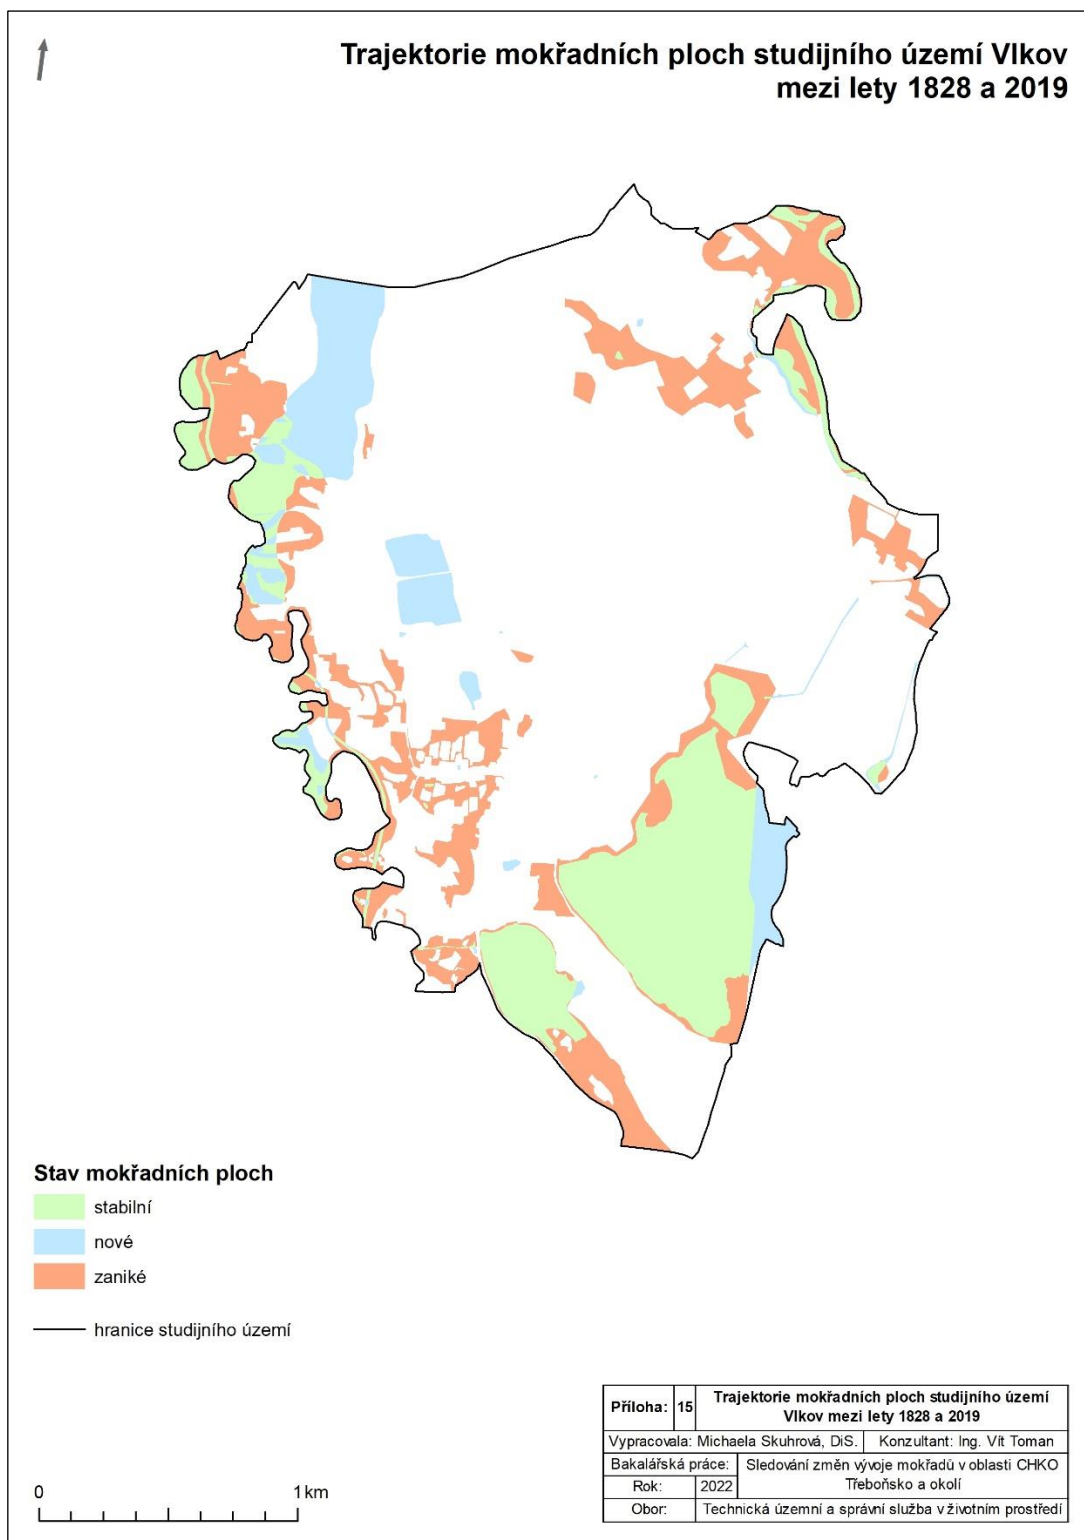 Trajektorie mokřadních ploch studijního území Vlkov
mezi lety 1828 a 2019
Stav mokřadních ploch
stabilní
nové
zaniké
hranice studijního území
0 1 km
Příloha: 15 Trajektorie mokřadních ploch studijního území
Vlkov mezi lety 1828 a 2019
Vypracovala: Michaela Skuhrová, DiS. Konzultant: Ing. Vít Toman
Bakalářská práce: Sledování změn vývoje mokřadů v oblasti CHKO
Třeboňsko a okolí
Rok: 2022
Obor: Technická územní a správní služba v životním prostředí